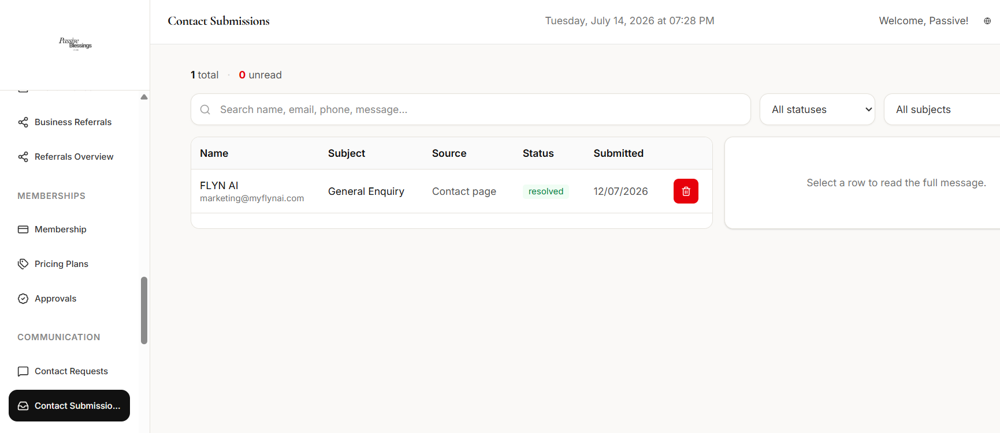 Passive
Blessings
Contact Submissions
Tuesday, July 14, 2026 at 07:28 PM
Welcome, Passive!
Business Referrals
Referrals Overview
MEMBERSHIPS
Membership
Pricing Plans
Approvals
COMMUNICATION
Contact Requests
Contact Submissio...
1 total · 0 unread
Search name, email, phone, message...
All statuses
All subjects
Name Subject Source Status Submitted
FLYN AI
marketing@myflynai.com
General Enquiry
Contact page
resolved
12/07/2026
Select a row to read the full message.